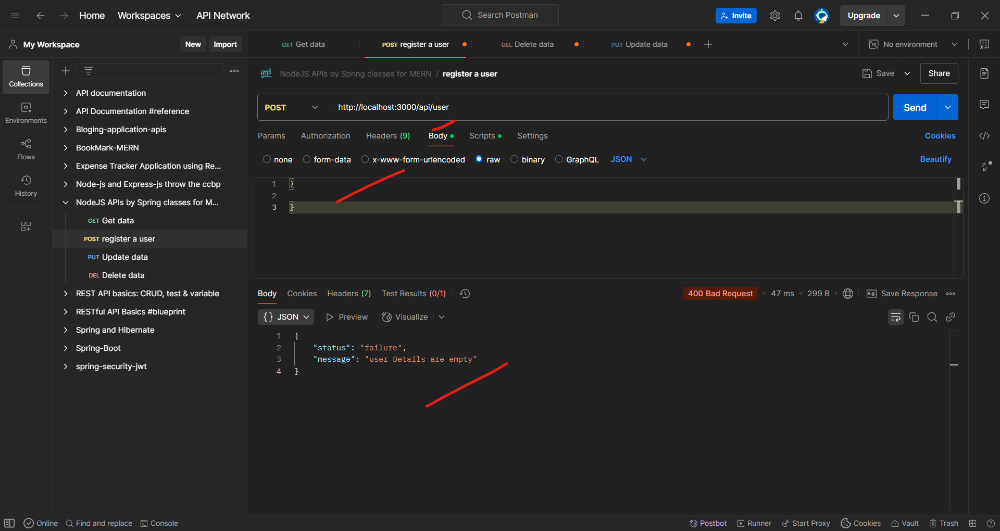 Home Workspaces API Network
Search Postman
Invite
Upgrade
My Workspace
New Import
GET Get data
POST register a user
DEL Delete data
PUT Update data
No environment
Collections
Environments
Flows
History
API documentation
API Documentation #reference
Bloging-application-apis
BookMark-MERN
Expense Tracker Application using Re...
Node-js and Express-js throw the ccbp
NodeJS APIs by Spring classes for M...
GET Get data
POST register a user
PUT Update data
DEL Delete data
REST API basics: CRUD, test & variable
RESTful API Basics #blueprint
Spring and Hibernate
Spring-Boot
spring-security-jwt
HTTP NodeJS APIs by Spring classes for MERN / register a user
Save
Share
POST http://localhost:3000/api/user
Send
Params Authorization Headers (9) Body Scripts Settings
Cookies
none form-data x-www-form-urlencoded raw binary GraphQL JSON
Beautify
1 {
2
3 }
Body Cookies Headers (7) Test Results (0/1)
400 Bad Request • 47 ms • 299 B
e.g. Save Response
{} JSON Preview Visualize
1 {
2 "status": "failure",
3 "message": "user Details are empty"
4 }
Online Find and replace Console
Postbot Runner Start Proxy Cookies Vault Trash